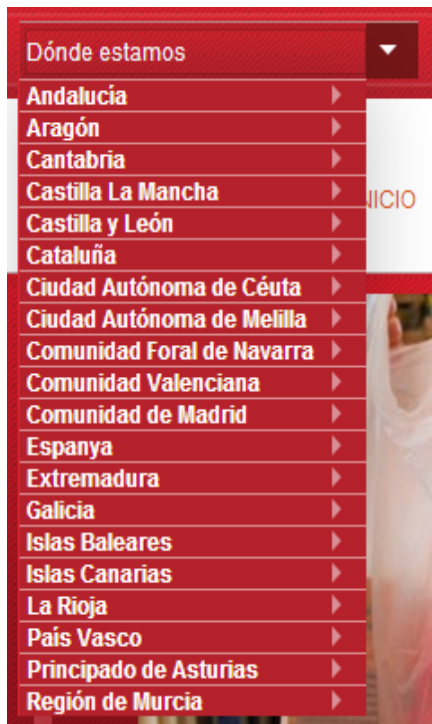 Dónde estamos
Andalucía
Aragón
Cantabria
Castilla La Mancha
NICIO
Castilla y León
Cataluña
Ciudad Autónoma de Céuta
Ciudad Autónoma de Melilla
Comunidad Foral de Navarra
Comunidad Valenciana
Comunidad de Madrid
Espanya
Extremadura
Galicia
Islas Baleares
Islas Canarias
La Rioja
País Vasco
Principado de Asturias
Región de Murcia